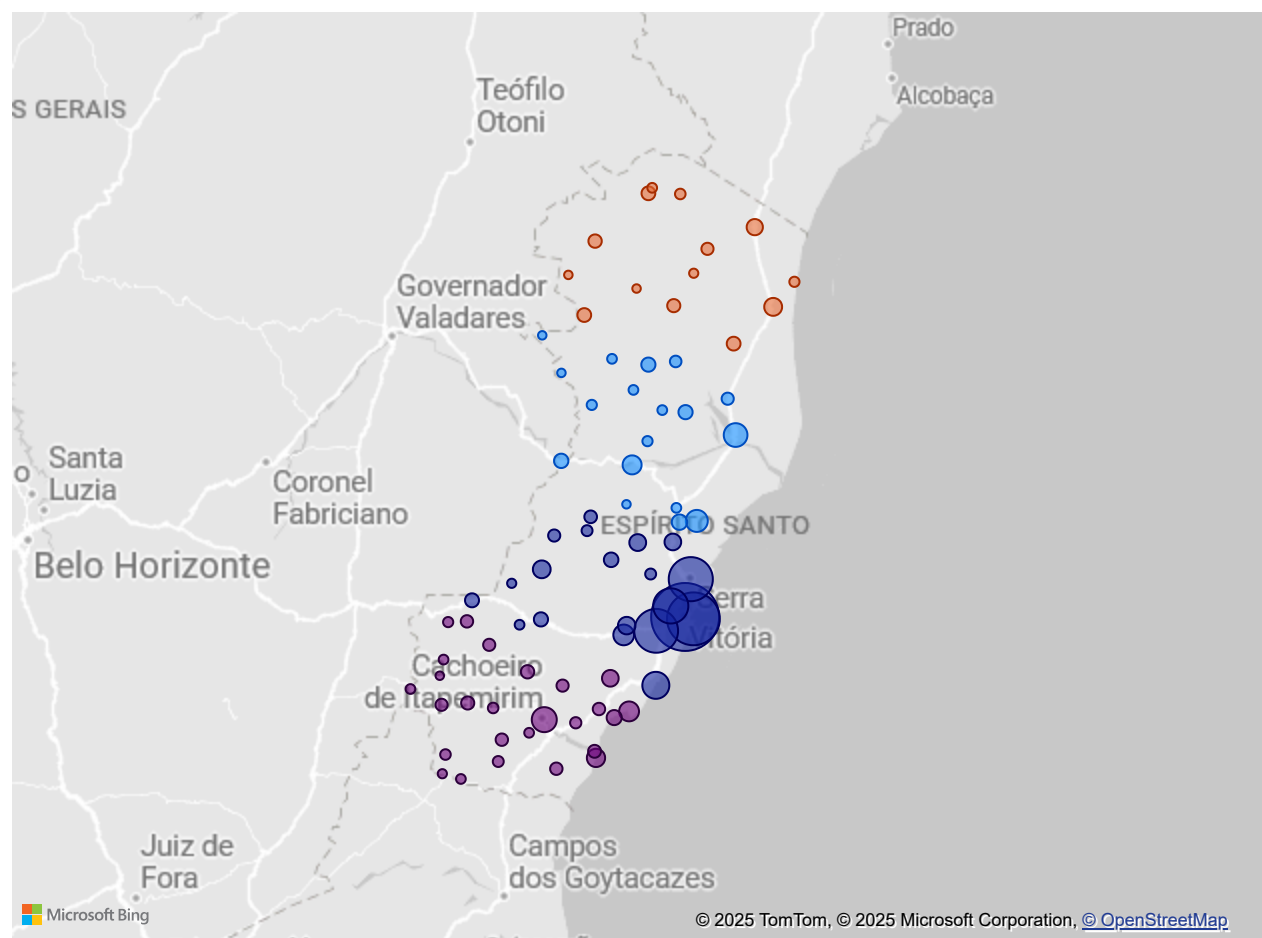 Prado
Alcobaça
Teófilo
Otoni
S GERAIS
Governador
Valadares
Santa
Luzia
o
Coronel
Fabriciano
ESPÍRITO SANTO
Belo Horizonte
Serra
Vitória
Cachoeiro
de Itapemirim
Juiz de
Fora
Campos
dos Goytacazes
Microsoft Bing
© 2025 TomTom, © 2025 Microsoft Corporation, © OpenStreetMap